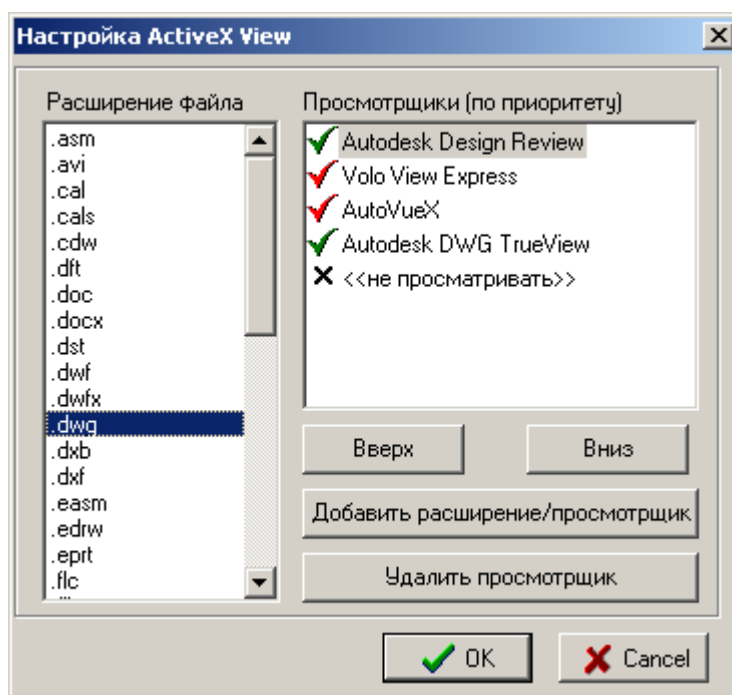 Настройка ActiveX View
Расширение файла
.asm
.avi
.cal
.cals
.cdw
.dft
.doc
.docx
.dst
.dwf
.dwfx
.dwg
.dxb
.dxf
.easm
.edrw
.eprt
.flc
Просмотрщики (по приоритету)
Autodesk Design Review
Volo View Express
AutoVueX
Autodesk DWG TrueView
<<не просматривать>>
Вверх
Вниз
Добавить расширение/просмотрщик
Удалить просмотрщик
OK
Cancel